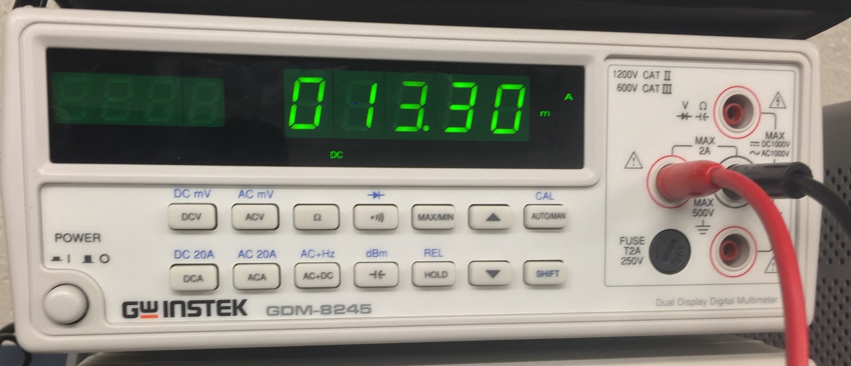 013.30 m A
DC
1200V CAT II
600V CAT III
V Ω
MAX
2A
MAX
DC1000V
AC1000V
MAX
500V
FUSE
T2A
250V
DC mV AC mV CAL
DCV ACV Ω MAX/MIN AUTO/MAN
POWER
DC 20A AC 20A AC+Hz dBm REL
DCA ACA AC+DC HOLD SHIFT
GW INSTEK GDM-8245
Dual Display Digital Multimeter